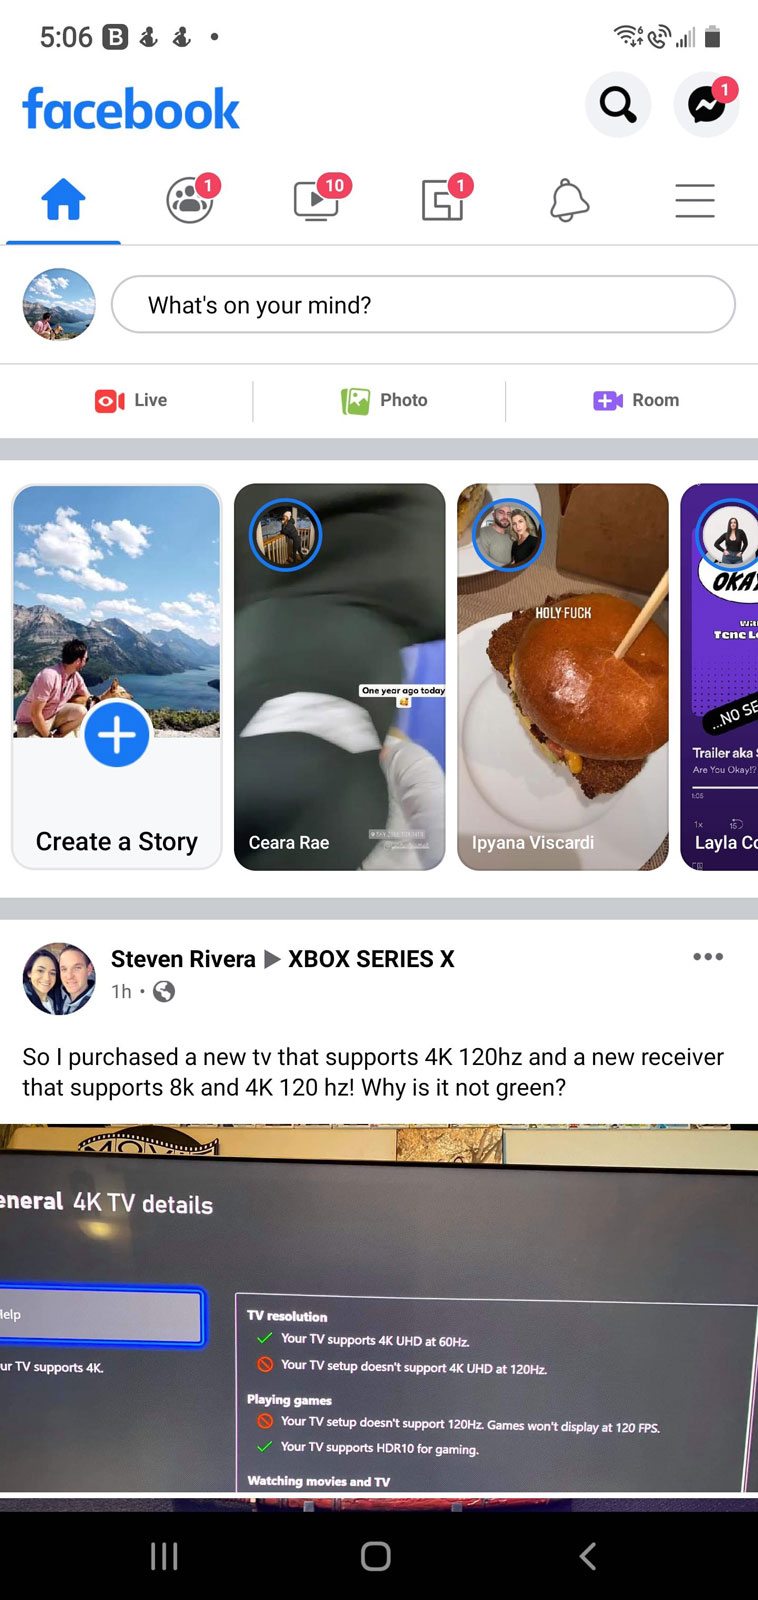 5:06
facebook
1
1
10
1
What's on your mind?
Live
Photo
Room
Create a Story
One year ago today
Ceara Rae
HOLY FUCK
Ipyana Viscardi
OKAY
Tene L
...NO SE
Trailer aka
Are You Okay!?
1x
15
Layla Co
Steven Rivera ▶ XBOX SERIES X
1h •
So I purchased a new tv that supports 4K 120hz and a new receiver
that supports 8k and 4K 120 hz! Why is it not green?
MOVIE
eneral 4K TV details
Help
ur TV supports 4K.
TV resolution
Your TV supports 4K UHD at 60Hz.
Your TV setup doesn't support 4K UHD at 120Hz.
Playing games
Your TV setup doesn't support 120Hz. Games won't display at 120 FPS.
Your TV supports HDR10 for gaming.
Watching movies and TV